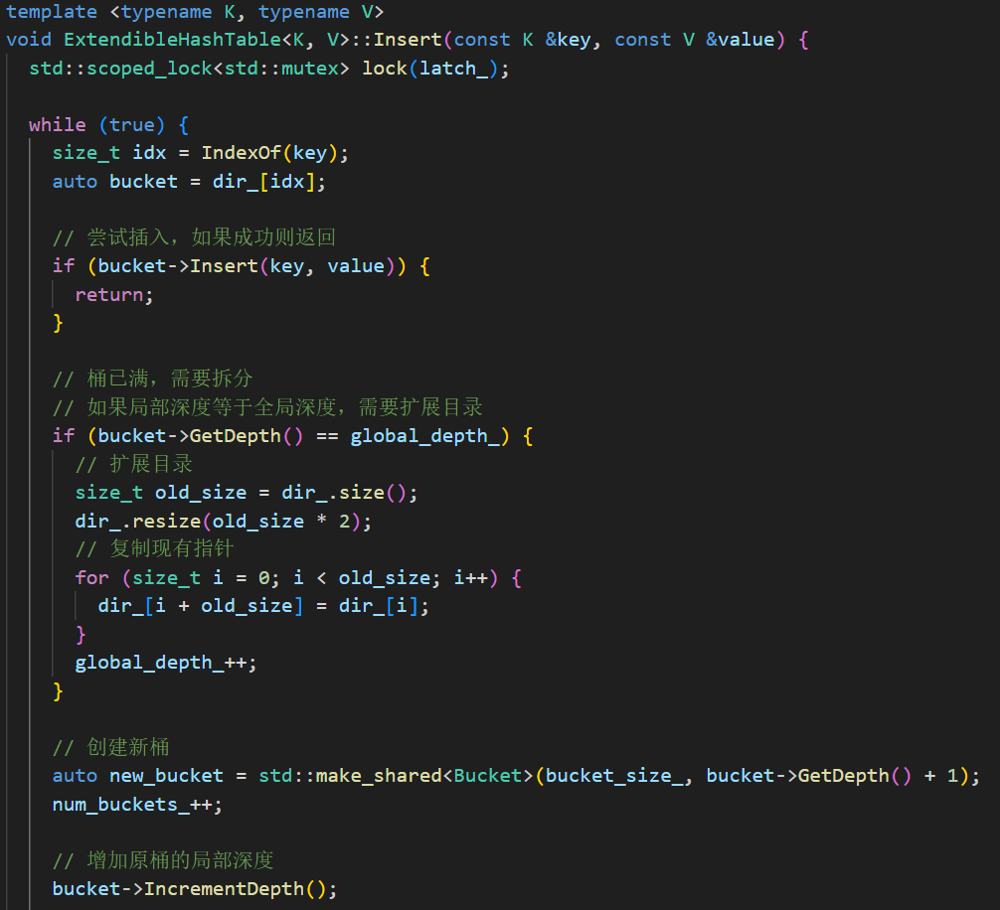 template <typename K, typename V>
void ExtendibleHashTable<K, V>::Insert(const K &key, const V &value) {
  std::scoped_lock<std::mutex> lock(latch_);

  while (true) {
    size_t idx = IndexOf(key);
    auto bucket = dir_[idx];

    // 尝试插入，如果成功则返回
    if (bucket->Insert(key, value)) {
      return;
    }

    // 桶已满，需要拆分
    // 如果局部深度等于全局深度，需要扩展目录
    if (bucket->GetDepth() == global_depth_) {
      // 扩展目录
      size_t old_size = dir_.size();
      dir_.resize(old_size * 2);
      // 复制现有指针
      for (size_t i = 0; i < old_size; i++) {
        dir_[i + old_size] = dir_[i];
      }
      global_depth_++;
    }

    // 创建新桶
    auto new_bucket = std::make_shared<Bucket>(bucket_size_, bucket->GetDepth() + 1);
    num_buckets_++;

    // 增加原桶的局部深度
    bucket->IncrementDepth();